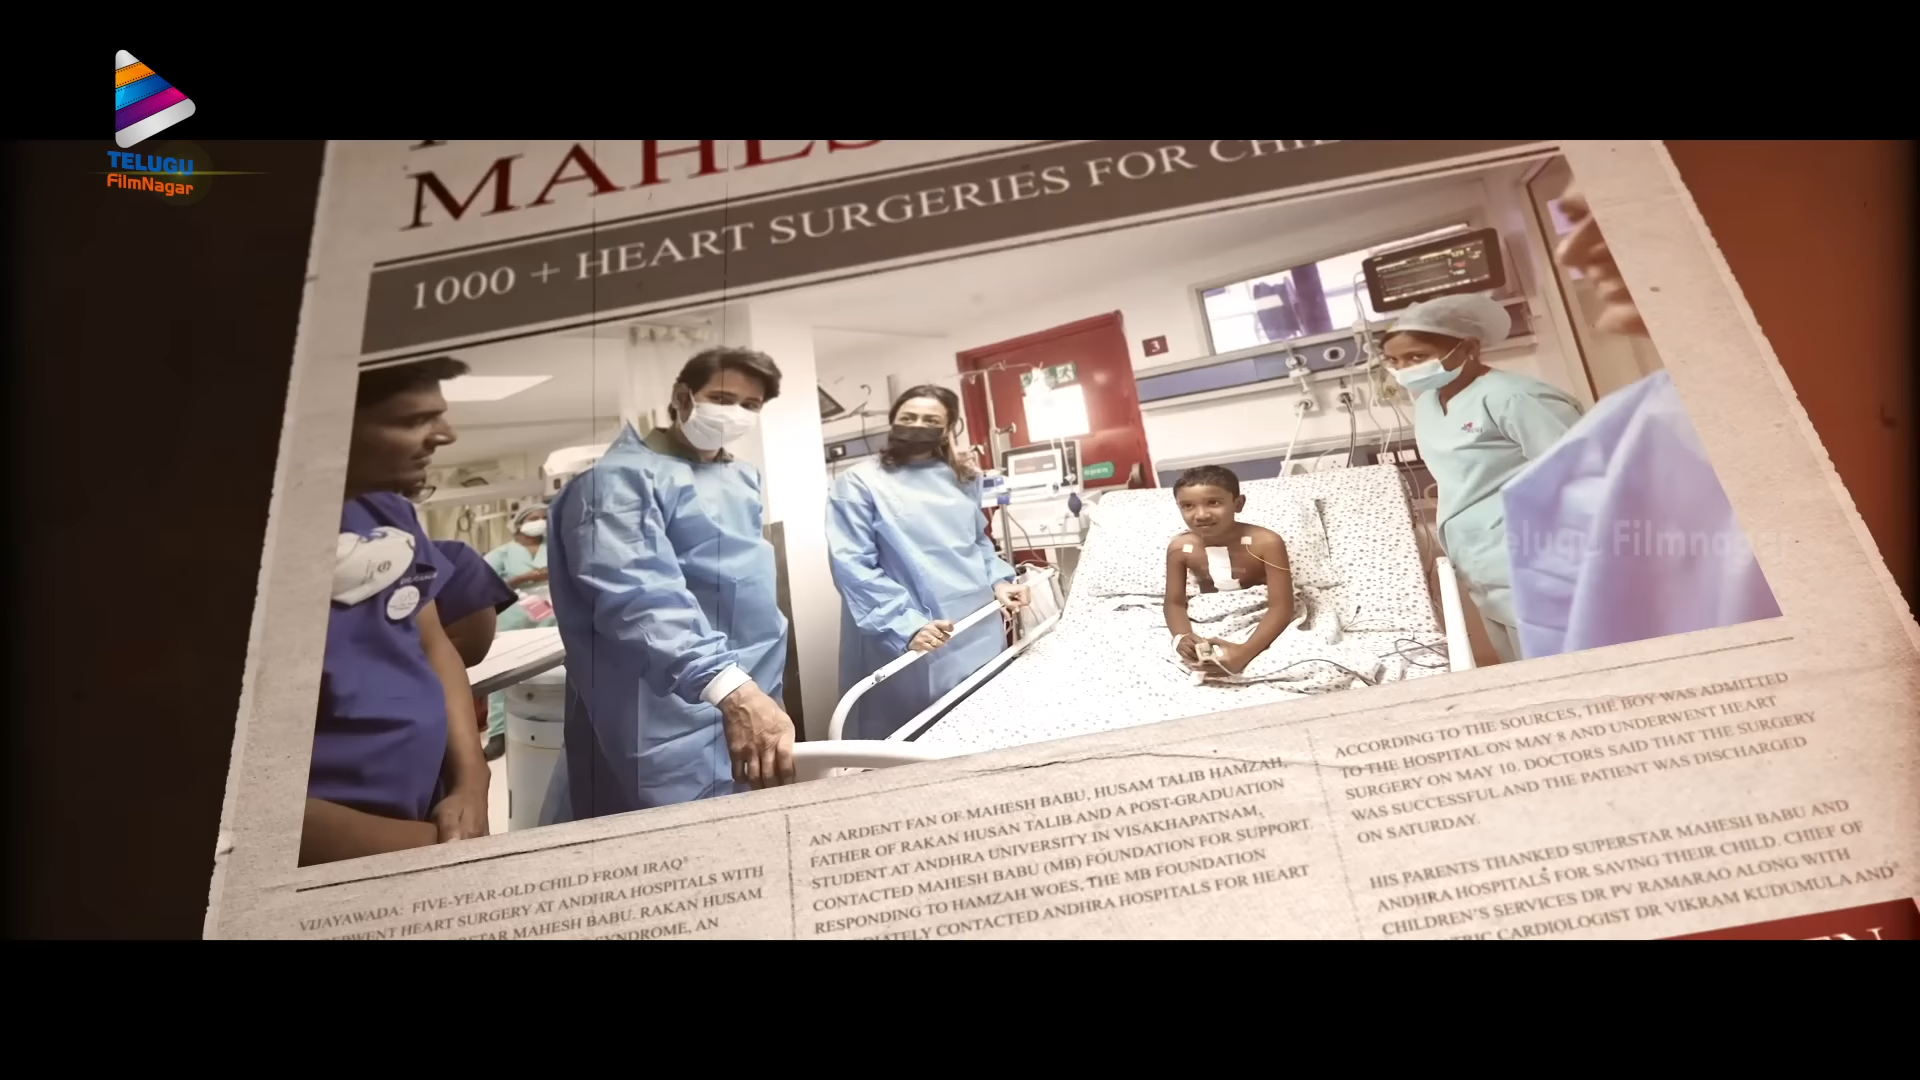 TELUGU
FilmNagar
1000 + HEART SURGERIES FOR
3
open
Telugu Filmnagar
VIJAYAWADA: FIVE-YEAR-OLD CHILD FROM IRAQ
HEART SURGERY AT ANDHRA HOSPITALS WITH
MAHESH BABU. RAKAN HUSAM
SYNDROME, AN
AN ARDENT FAN OF MAHESH BABU, HUSAM TALIB HAMZAH,
FATHER OF RAKAN HUSAN TALIB AND A POST-GRADUATION
STUDENT AT ANDHRA UNIVERSITY IN VISAKHAPATNAM,
CONTACTED MAHESH BABU (MB) FOUNDATION FOR SUPPORT.
RESPONDING TO HAMZAH WOES, THE MB FOUNDATION
CONTACTED ANDHRA HOSPITALS FOR HEART
ACCORDING TO THE SOURCES, THE BOY WAS ADMITTED
TO THE HOSPITAL ON MAY 8 AND UNDERWENT HEART
SURGERY ON MAY 10. DOCTORS SAID THAT THE SURGERY
WAS SUCCESSFUL AND THE PATIENT WAS DISCHARGED
ON SATURDAY.
HIS PARENTS THANKED SUPERSTAR MAHESH BABU AND
ANDHRA HOSPITALS FOR SAVING THEIR CHILD. CHIEF OF
CHILDREN'S SERVICES DR PV RAMARAO ALONG WITH
CARDIOLOGIST DR VIKRAM KUDUMULA AND